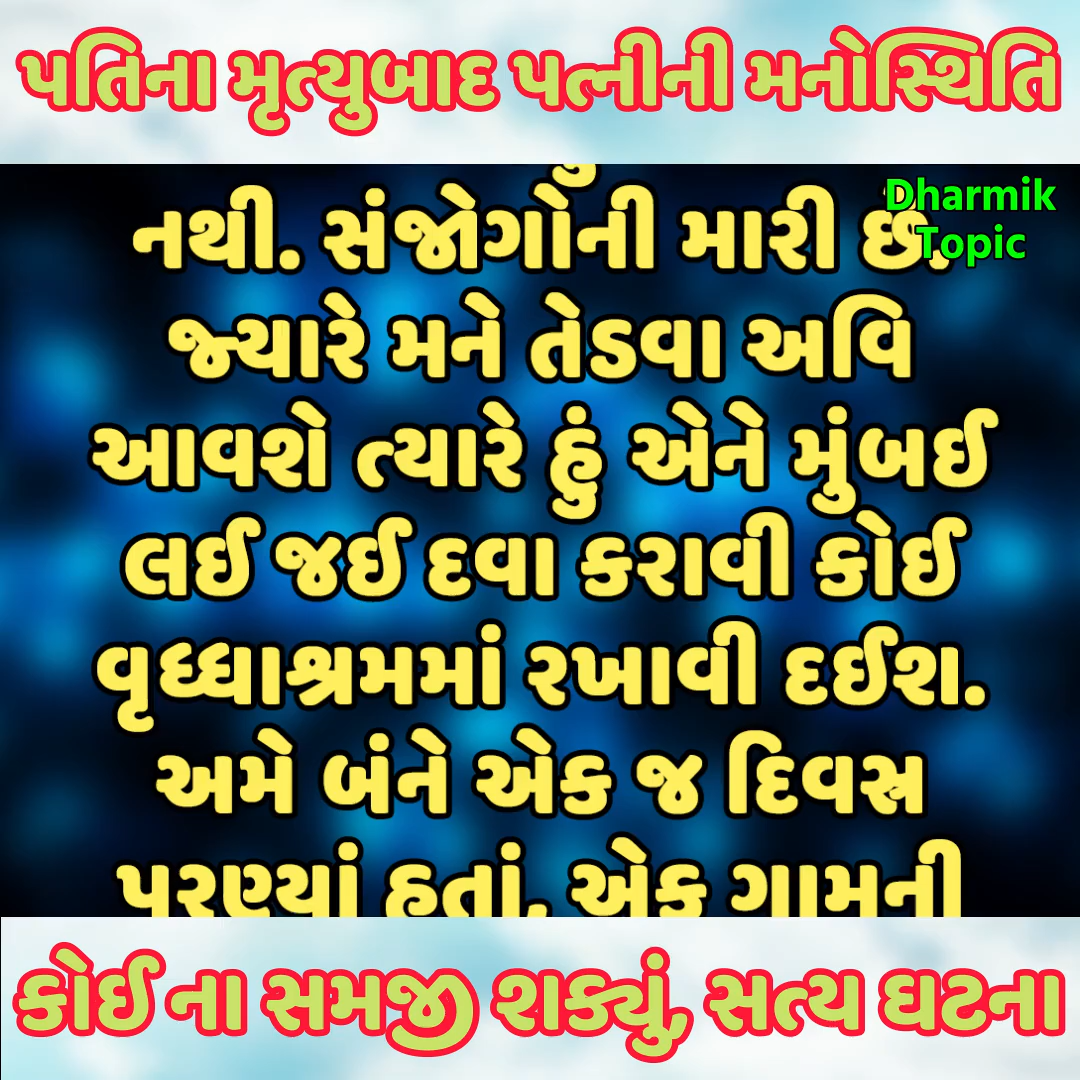 પતિના મૃત્યુબાદ પત્નીની મનોસ્થિતિ
Dharmik
Topic
નથી. સંજોગોની મારી છે.
જ્યારે મને તેડવા અવિ
આવશે ત્યારે હું એને મુંબઈ
લઈ જઈ દવા કરાવી કોઈ
વૃધ્ધાશ્રમમાં રખાવી દઈશ.
અમે બંને એક જ દિવસ્ર
પરણ્યાં હતાં. એક ગામની
કોઈ ના સમજી શક્યું, સત્ય ઘટના